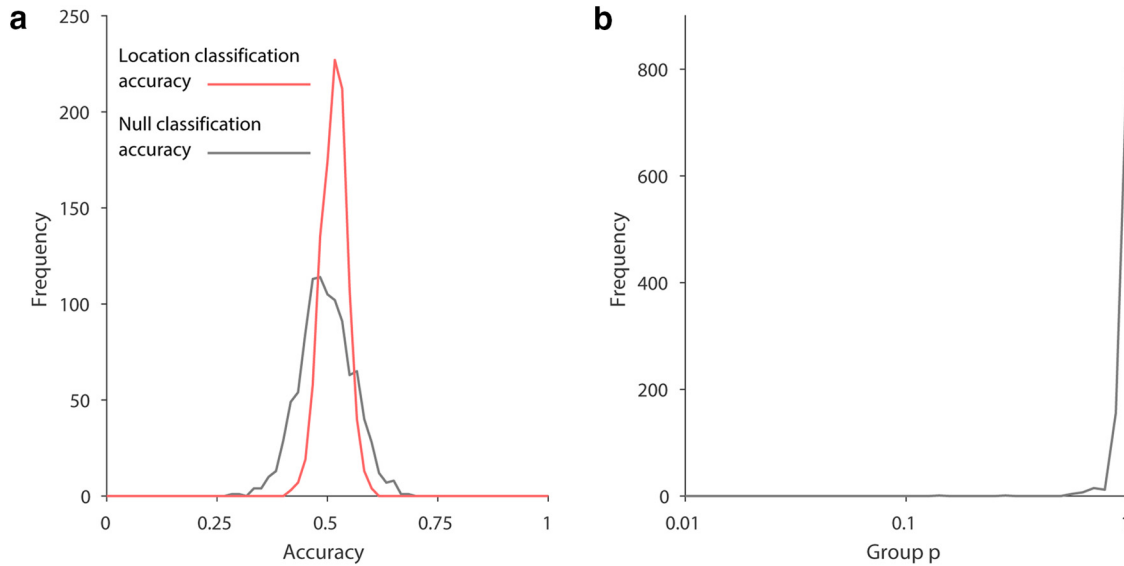 a
250
200
150
100
50
0
Frequency
Location classification
accuracy
Null classification
accuracy
0 0.25 0.5 0.75 1
Accuracy
b
800
600
400
200
0
Frequency
0.01 0.1 1
Group p